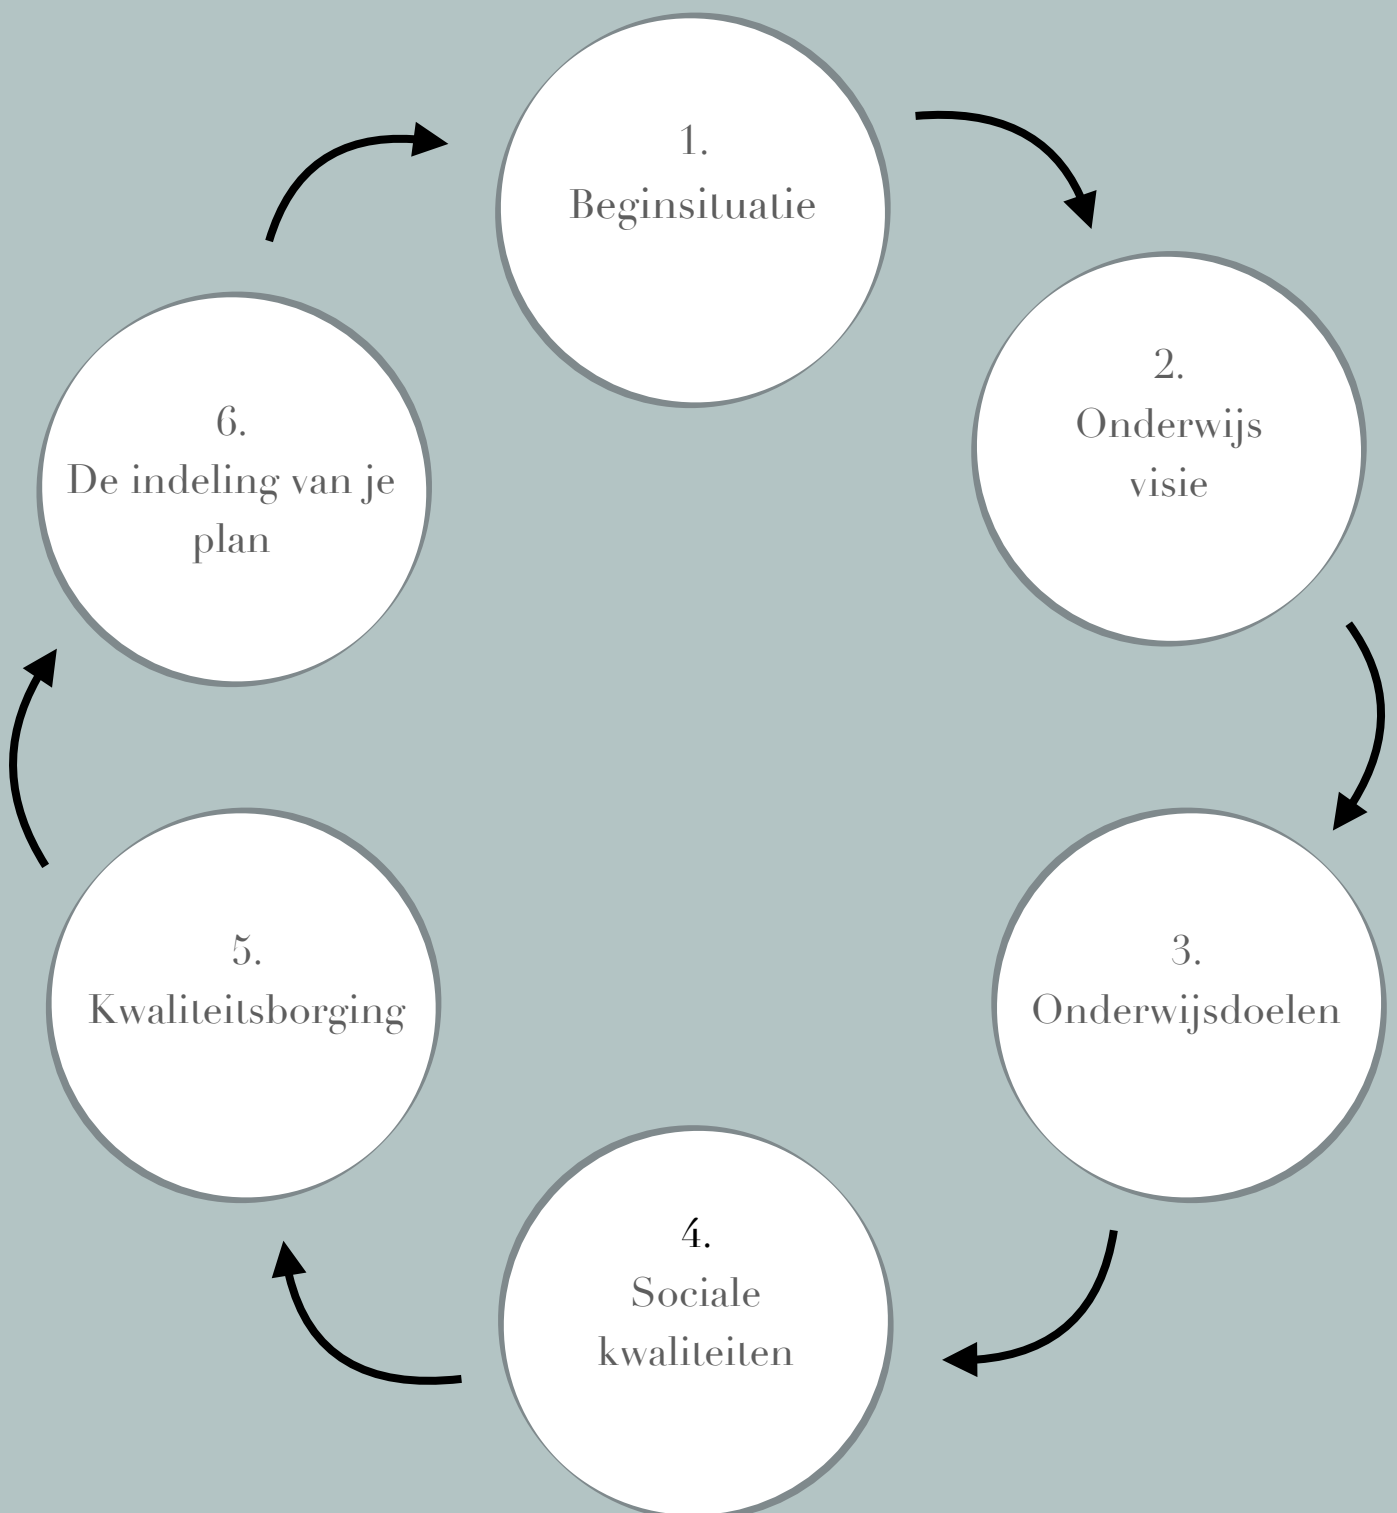 1.
Beginsituatie
2.
Onderwijs
visie
3.
Onderwijsdoelen
4.
Sociale
kwaliteiten
5.
Kwaliteitsborging
6.
De indeling van je
plan